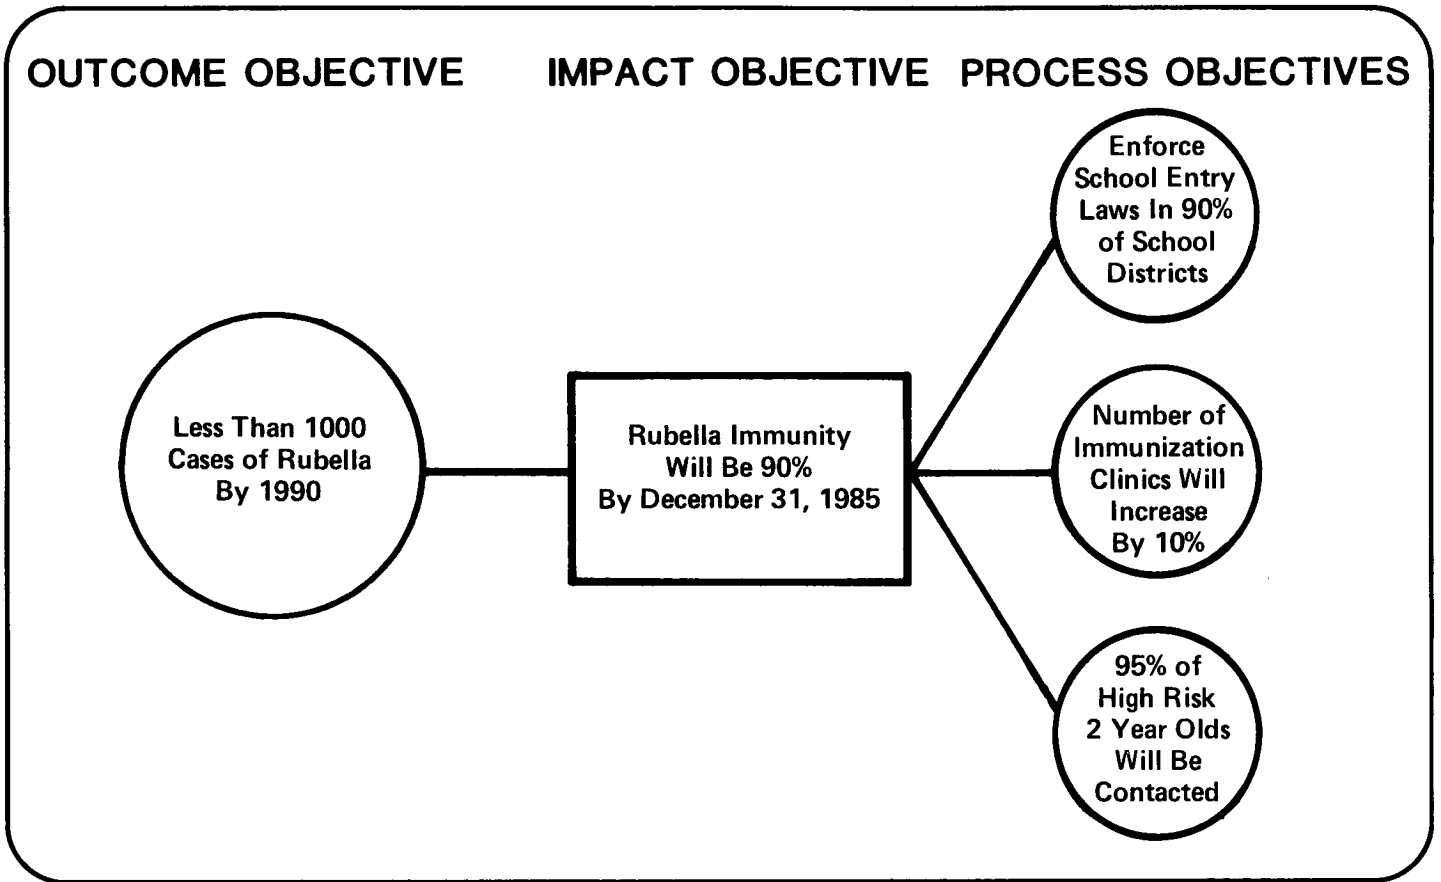 OUTCOME OBJECTIVE
IMPACT OBJECTIVE
PROCESS OBJECTIVES
Less Than 1000
Cases of Rubella
By 1990
Rubella Immunity
Will Be 90%
By December 31, 1985
Enforce
School Entry
Laws In 90%
of School
Districts
Number of
Immunization
Clinics Will
Increase
By 10%
95% of
High Risk
2 Year Olds
Will Be
Contacted